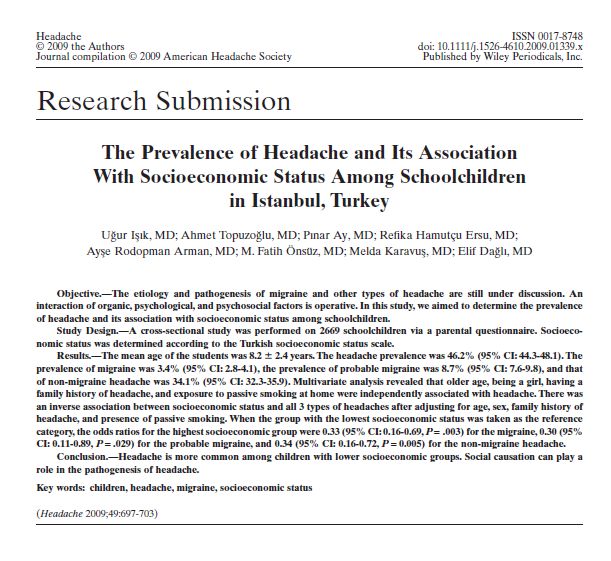 Headache
© 2009 the Authors
Journal compilation © 2009 American Headache Society
ISSN 0017-8748
doi: 10.1111/j.1526-4610.2009.01339.x
Published by Wiley Periodicals, Inc.
Research Submission
The Prevalence of Headache and Its Association
With Socioeconomic Status Among Schoolchildren
in Istanbul, Turkey
Uğur Işık, MD; Ahmet Topuzoğlu, MD; Pınar Ay, MD; Refika Hamutçu Ersu, MD;
Ayşe Rodopman Arman, MD; M. Fatih Önsüz, MD; Melda Karavuş, MD; Elif Dağlı, MD
Objective.—The etiology and pathogenesis of migraine and other types of headache are still under discussion. An
interaction of organic, psychological, and psychosocial factors is operative. In this study, we aimed to determine the prevalence
of headache and its association with socioeconomic status among schoolchildren.
Study Design.—A cross-sectional study was performed on 2669 schoolchildren via a parental questionnaire. Socioeco-
nomic status was determined according to the Turkish socioeconomic status scale.
Results.—The mean age of the students was 8.2 ± 2.4 years. The headache prevalence was 46.2% (95% CI: 44.3-48.1). The
prevalence of migraine was 3.4% (95% CI: 2.8-4.1), the prevalence of probable migraine was 8.7% (95% CI: 7.6-9.8), and that
of non-migraine headache was 34.1% (95% CI: 32.3-35.9). Multivariate analysis revealed that older age, being a girl, having a
family history of headache, and exposure to passive smoking at home were independently associated with headache. There was
an inverse association between socioeconomic status and all 3 types of headaches after adjusting for age, sex, family history of
headache, and presence of passive smoking. When the group with the lowest socioeconomic status was taken as the reference
category, the odds ratios for the highest socioeconomic group were 0.33 (95% CI: 0.16-0.69, P = .003) for the migraine, 0.30 (95%
CI: 0.11-0.89, P = .029) for the probable migraine, and 0.34 (95% CI: 0.16-0.72, P = 0.005) for the non-migraine headache.
Conclusion.—Headache is more common among children with lower socioeconomic groups. Social causation can play a
role in the pathogenesis of headache.
Key words: children, headache, migraine, socioeconomic status
(Headache 2009;49:697-703)